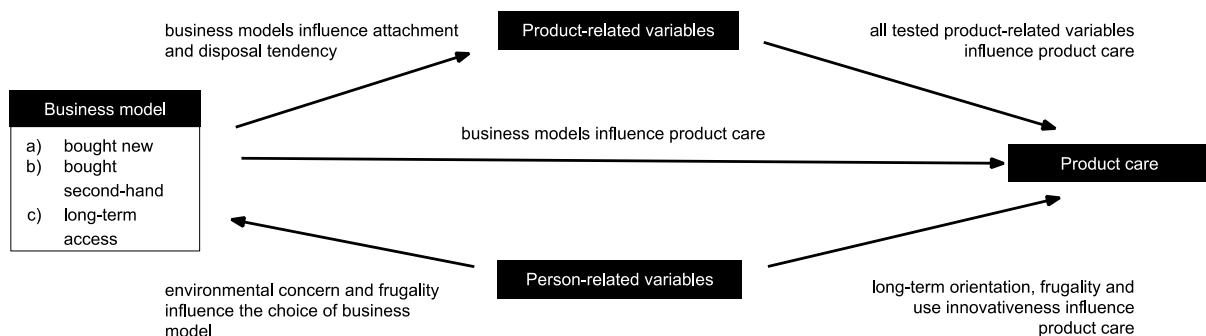 business models influence attachment
and disposal tendency
Product-related variables
all tested product-related variables
influence product care
Business model
a) bought new
b) bought
second-hand
c) long-term
access
business models influence product care
Product care
environmental concern and frugality
influence the choice of business
model
Person-related variables
long-term orientation, frugality and
use innovativeness influence
product care